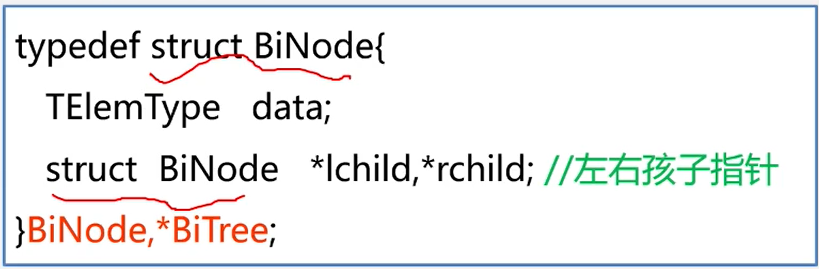 typedef struct BiNode{
TElemType data;
struct BiNode *lchild,*rchild; //左右孩子指针
}BiNode,*BiTree;